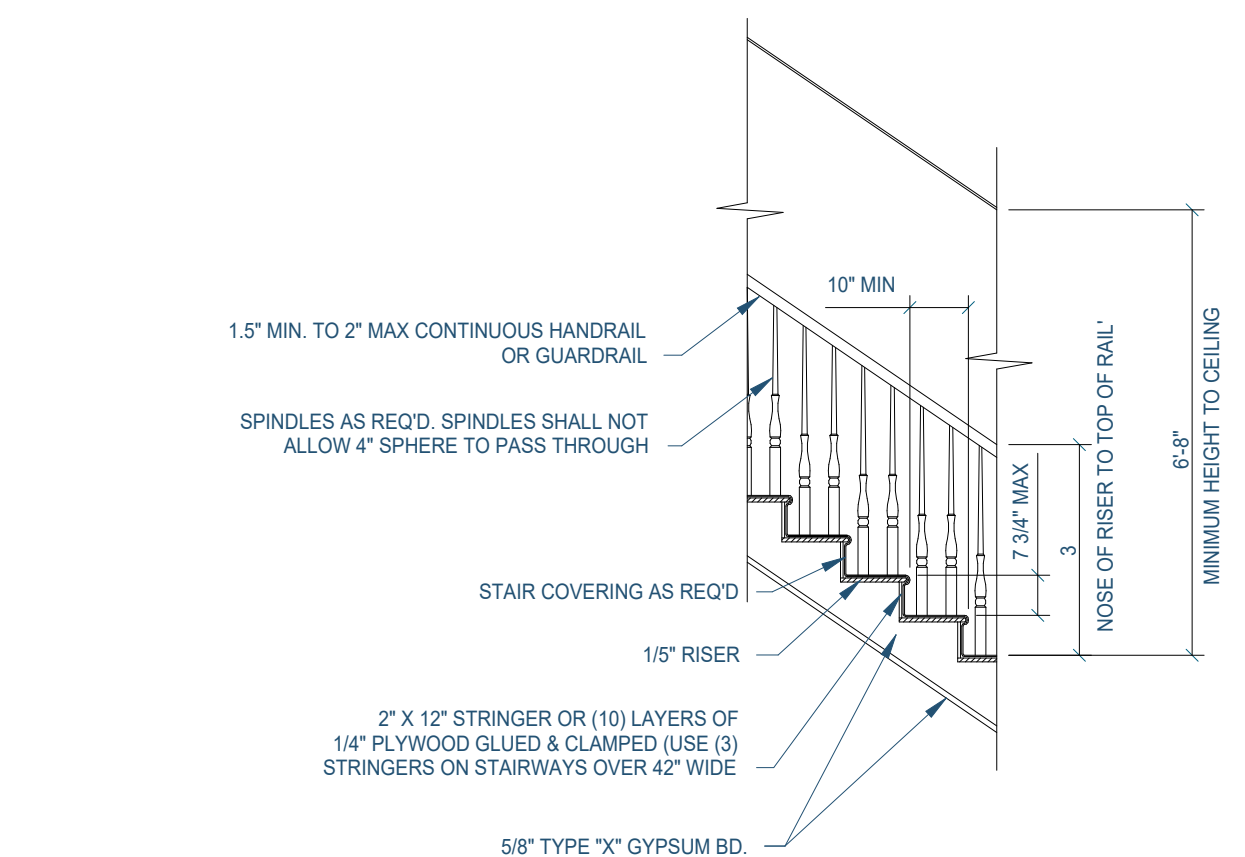 10" MIN
1.5" MIN. TO 2" MAX CONTINUOUS HANDRAIL
OR GUARDRAIL
SPINDLES AS REQ'D. SPINDLES SHALL NOT
ALLOW 4" SPHERE TO PASS THROUGH
STAIR COVERING AS REQ'D
1/5" RISER
2" X 12" STRINGER OR (10) LAYERS OF
1/4" PLYWOOD GLUED & CLAMPED (USE (3)
STRINGERS ON STAIRWAYS OVER 42" WIDE
5/8" TYPE "X" GYPSUM BD.
7 3/4" MAX
3
NOSE OF RISER TO TOP OF RAIL'
6'-8"
MINIMUM HEIGHT TO CEILING